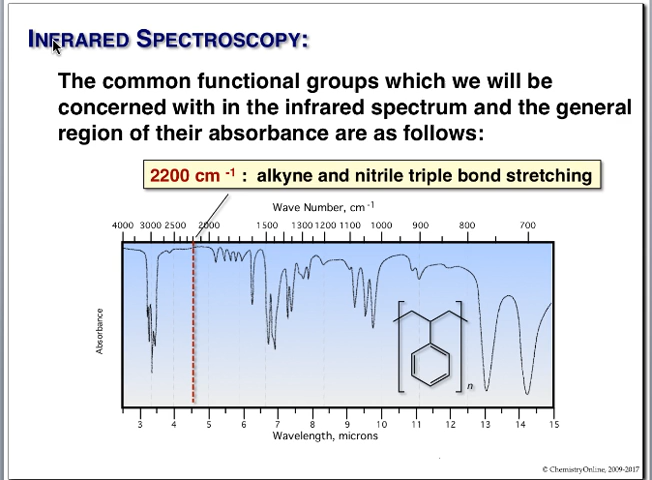 INFRARED SPECTROSCOPY:
The common functional groups which we will be
concerned with in the infrared spectrum and the general
region of their absorbance are as follows:
2200 cm⁻¹ : alkyne and nitrile triple bond stretching
Wave Number, cm⁻¹
4000 3000 2500 2000 1500 1300 1200 1100 1000 900 800 700
Absorbance
n
3 4 5 6 7 8 9 10 11 12 13 14 15
Wavelength, microns
© ChemistryOnline, 2009-2017